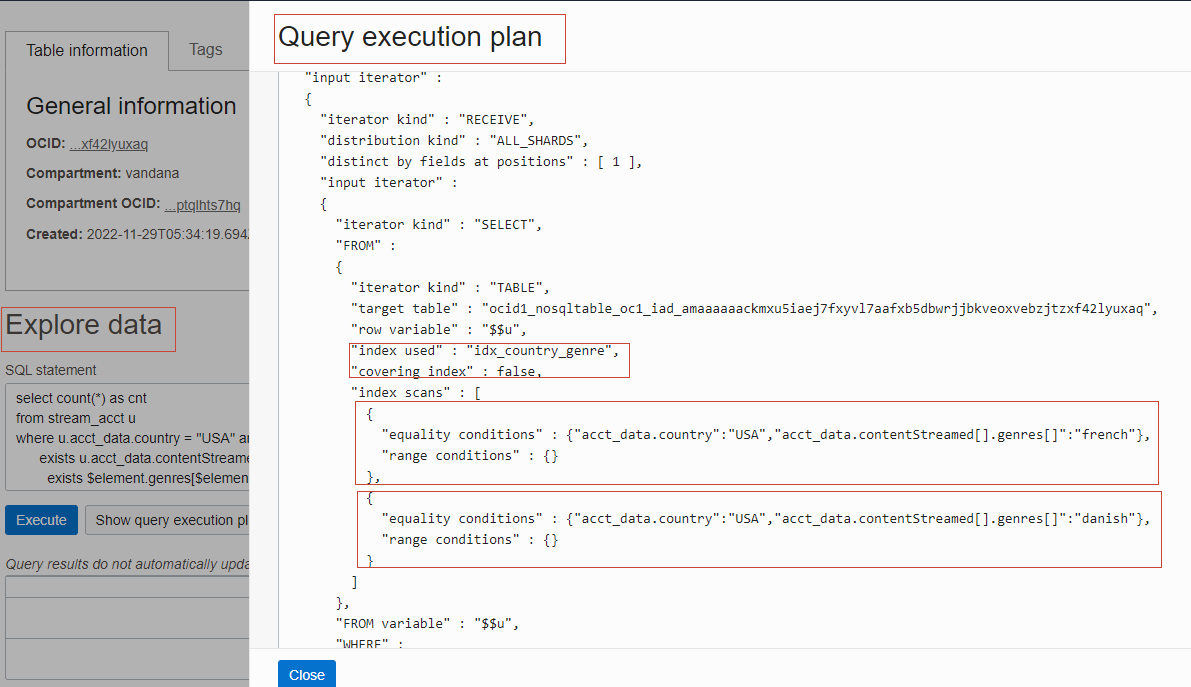 Table information
Tags
General information
OCID: ...xf42lyuxaq
Compartment: vandana
Compartment OCID: ...ptqlhts7hq
Created: 2022-11-29T05:34:19.694
Explore data
SQL statement
select count(*) as cnt
from stream_acct u
where u.acct_data.country = "USA" an
exists u.acct_data.contentStreame
exists $element.genres[$elemen
Execute
Show query execution pl
Query results do not automatically upda
Query execution plan
"input iterator" :
{
"iterator kind" : "RECEIVE",
"distribution kind" : "ALL_SHARDS",
"distinct by fields at positions" : [ 1 ],
"input iterator" :
{
"iterator kind" : "SELECT",
"FROM" :
{
"iterator kind" : "TABLE",
"target table" : "ocid1_nosqltable_oc1_iad_amaaaaaackmxu5iaej7fxyvl7aafxb5dbwrjjbkveoxvebzjtzxf42lyuxaq",
"row variable" : "$$u",
"index used" : "idx_country_genre",
"covering index" : false,
"index scans" : [
{
"equality conditions" : {"acct_data.country":"USA","acct_data.contentStreamed[].genres[]":"french"},
"range conditions" : {}
},
{
"equality conditions" : {"acct_data.country":"USA","acct_data.contentStreamed[].genres[]":"danish"},
"range conditions" : {}
}
]
},
"FROM variable" : "$$u",
"WHERE" :
Close